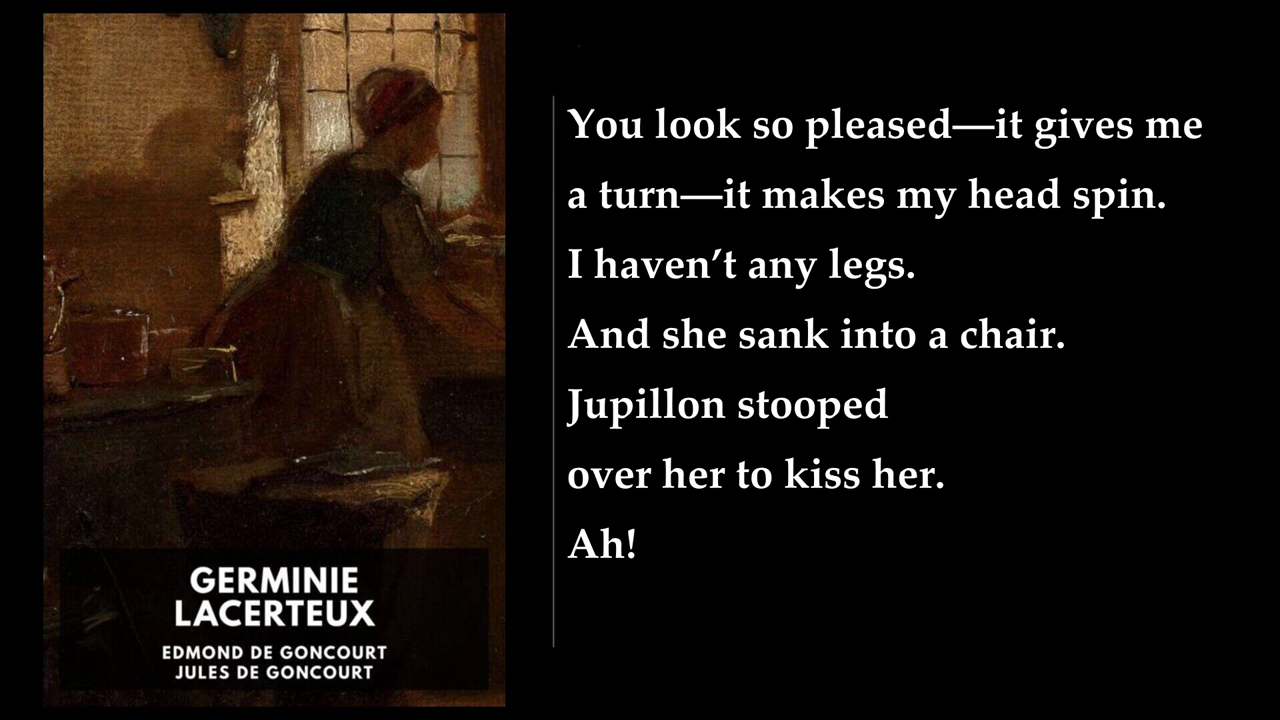 You look so pleased—it gives me
a turn—it makes my head spin.
I haven’t any legs.
And she sank into a chair.
Jupillon stooped
over her to kiss her.
Ah!
GERMINIE
LACERTEUX
EDMOND DE GONCOURT
JULES DE GONCOURT